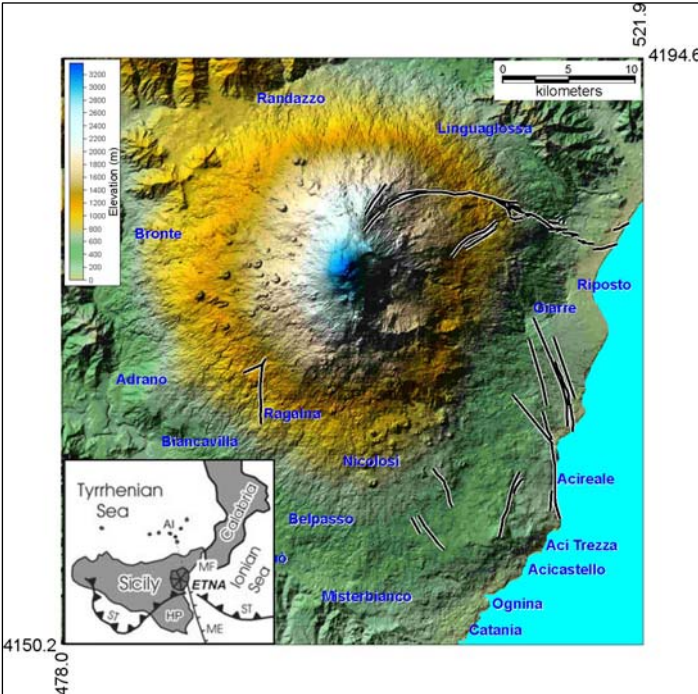 521.9
4194.6
3200
2800
2400
2000
1800
1600
1400
1200
1000
800
600
400
200
0
Elevation (m)
0 5 10
kilometers
Randazzo
Linguaglossa
Bronte
Riposto
Giarre
Adrano
Ragalna
Biancavilla
Nicolosi
Acireale
Belpasso
Aci Trezza
Acicastello
Misterbianco
Ognina
Catania
Tyrrhenian
Sea
AI
Calabria
MF
Sicily
ETNA
Ionian
Sea
ST
ST
HP
ME
4150.2
478.0